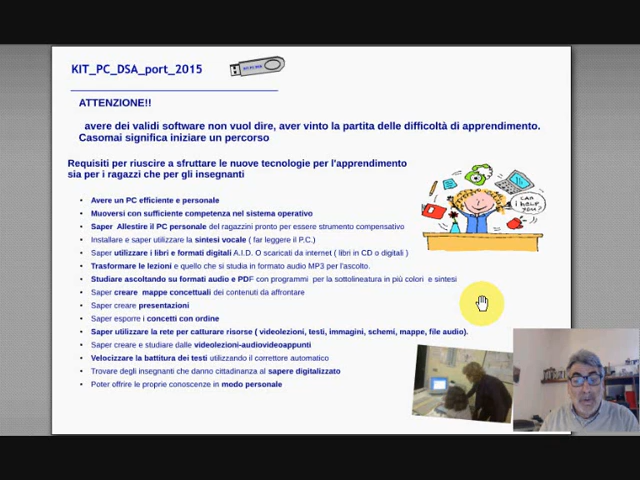 KIT_PC_DSA_port_2015
ATTENZIONE!!
avere dei validi software non vuol dire, aver vinto la partita delle difficoltà di apprendimento.
Casomai significa iniziare un percorso
Requisiti per riuscire a sfruttare le nuove tecnologie per l'apprendimento
sia per i ragazzi che per gli insegnanti
• Avere un PC efficiente e personale
• Muoversi con sufficiente competenza nel sistema operativo
• Saper Allestire il PC personale del ragazzini pronto per essere strumento compensativo
• Installare e saper utilizzare la sintesi vocale ( far leggere il P.C.)
• Saper utilizzare i libri e formati digitali A.I.D. O scaricati da internet ( libri in CD o digitali )
• Trasformare le lezioni e quello che si studia in formato audio MP3 per l'ascolto.
• Studiare ascoltando su formati audio e PDF con programmi per la sottolineatura in più colori e sintesi
• Saper creare mappe concettuali dei contenuti da affrontare
• Saper creare presentazioni
• Saper esporre i concetti con ordine
• Saper utilizzare la rete per catturare risorse ( videolezioni, testi, immagini, schemi, mappe, file audio).
• Saper creare e studiare dalle videolezioni-audiovideoappunti
• Velocizzare la battitura dei testi utilizzando il correttore automatico
• Trovare degli insegnanti che danno cittadinanza al sapere digitalizzato
• Poter offrire le proprie conoscenze in modo personale
CAN
i HELP
YOU?